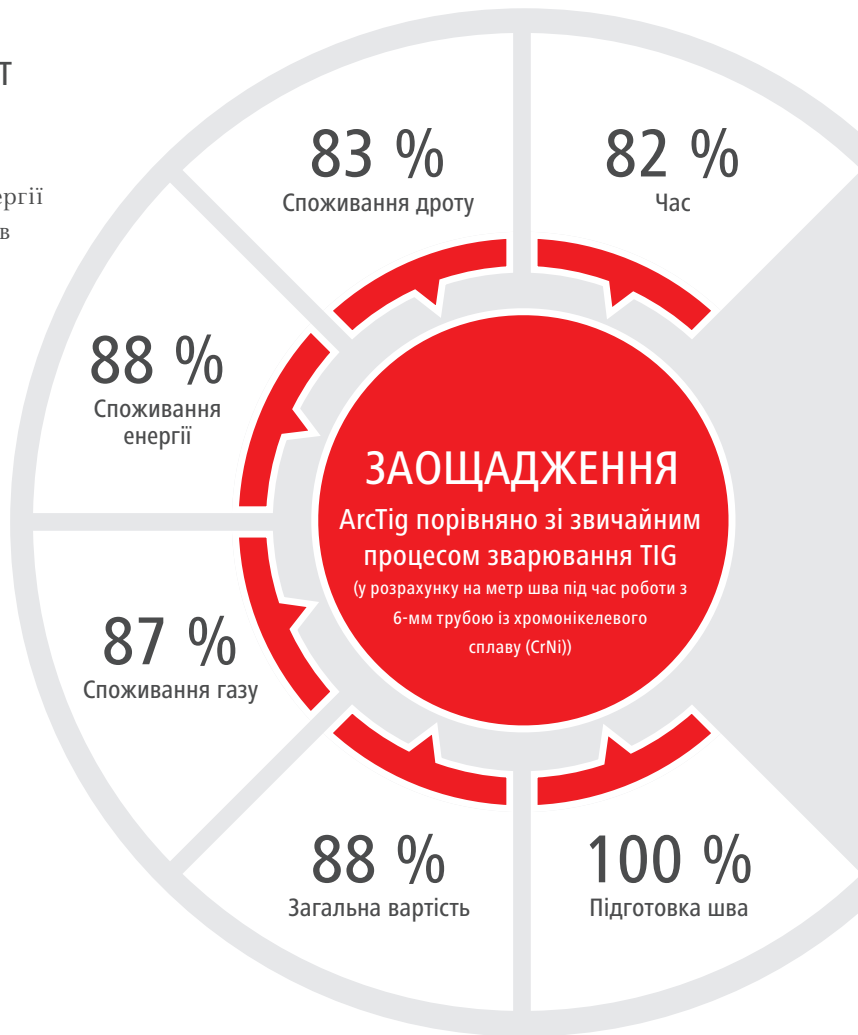 Т
ергії
в
83 %
Споживання дроту
82 %
Час
88 %
Споживання
енергії
ЗАОЩАДЖЕННЯ
ArcTig порівняно зі звичайним
процесом зварювання TIG
(у розрахунку на метр шва під час роботи з
6-мм трубою із хромонікелевого
сплаву (CrNi))
87 %
Споживання газу
88 %
Загальна вартість
100 %
Підготовка шва